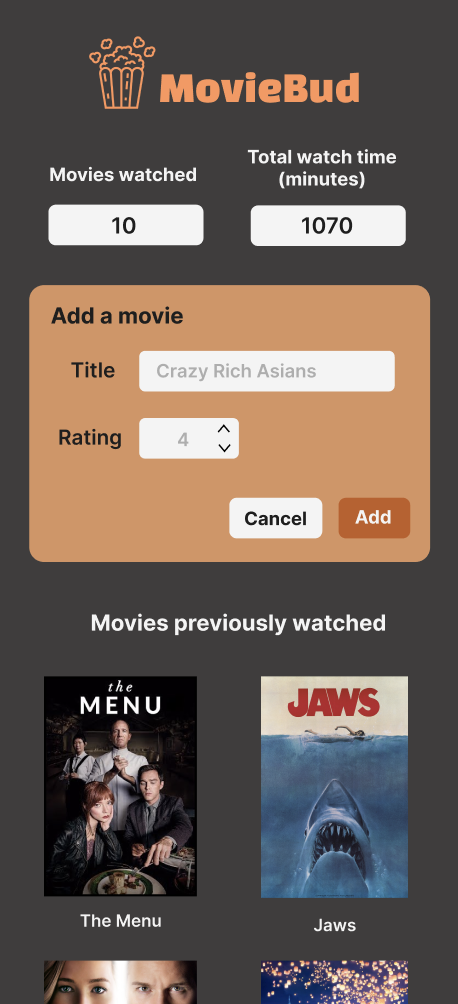 MovieBud
Movies watched
Total watch time
(minutes)
10
1070
Add a movie
Title
Crazy Rich Asians
Rating
4
Cancel
Add
Movies previously watched
the
MENU
JAWS
The Menu
Jaws